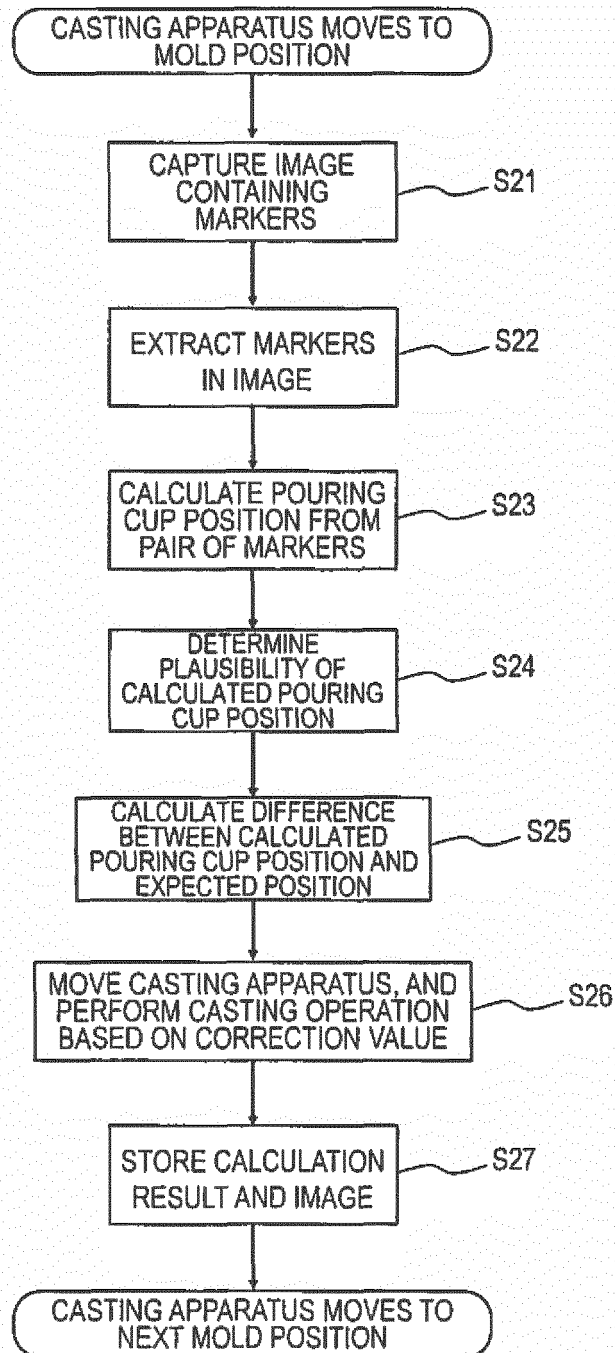 CASTING APPARATUS MOVES TO
MOLD POSITION
CAPTURE IMAGE
CONTAINING
MARKERS
S21
EXTRACT MARKERS
IN IMAGE
S22
CALCULATE POURING
CUP POSITION FROM
PAIR OF MARKERS
S23
DETERMINE
PLAUSIBILITY OF
CALCULATED POURING
CUP POSITION
S24
CALCULATE DIFFERENCE
BETWEEN CALCULATED
POURING CUP POSITION AND
EXPECTED POSITION
S25
MOVE CASTING APPARATUS, AND
PERFORM CASTING OPERATION
BASED ON CORRECTION VALUE
S26
STORE CALCULATION
RESULT AND IMAGE
S27
CASTING APPARATUS MOVES TO
NEXT MOLD POSITION